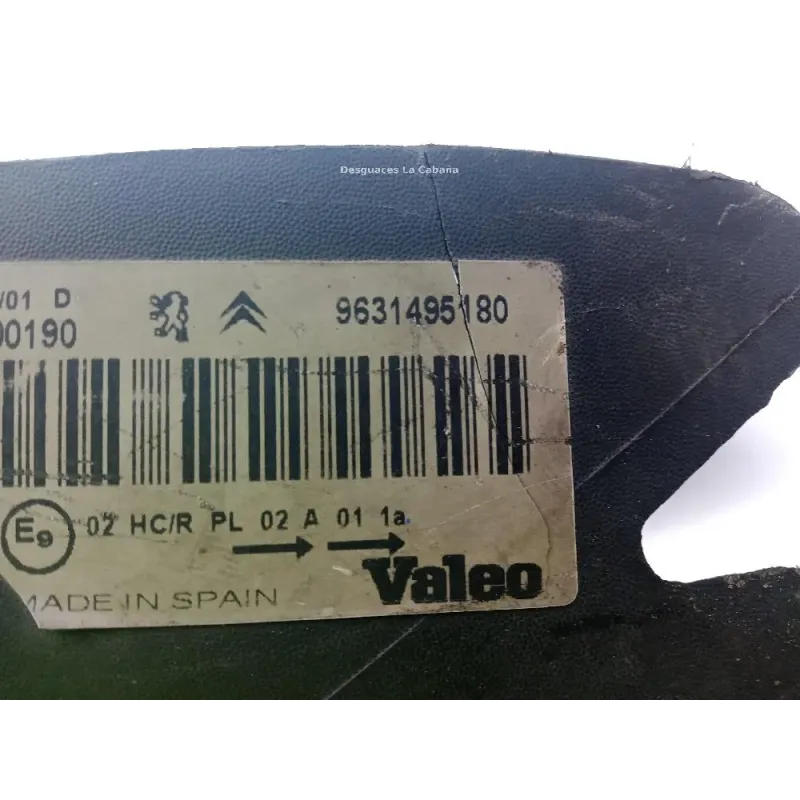 Desguaces La Cabaña
/01 D
00190
9631495180
E9
02 HC/R PL 02 A 01 1a
Valeo
MADE IN SPAIN